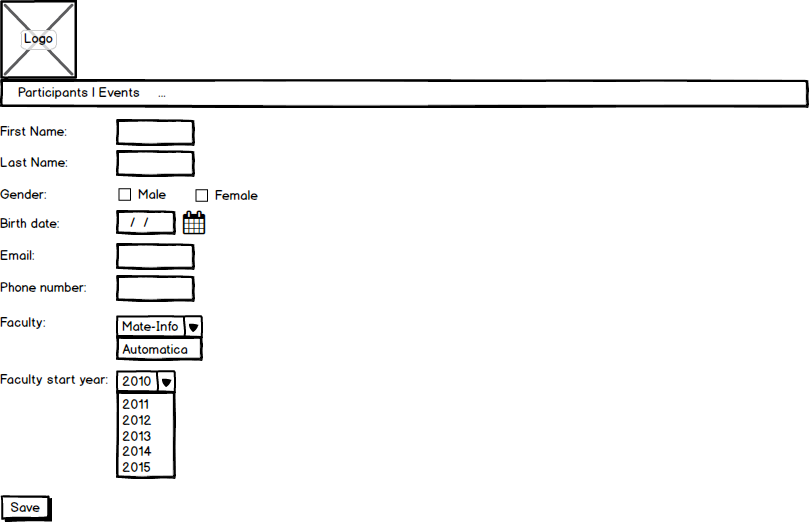 Logo
Participants | Events ...
First Name:
Last Name:
Gender: Male Female
Birth date: / /
Email:
Phone number:
Faculty: Mate-Info
Automatica
Faculty start year: 2010
2011
2012
2013
2014
2015
Save